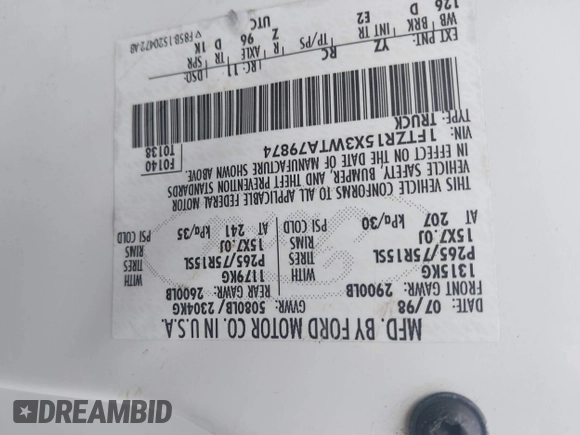 MFD. BY FORD MOTOR CO. IN U.S.A.
DATE: 07/98 GVWR: 5080LB/ 2304KG
FRONT GAWR: 2900LB REAR GAWR: 2600LB
1315KG WITH 1179KG WITH
P265/75R15SL TIRES P265/75R15SL TIRES
15X7.0J RIMS 15X7.0J RIMS
AT 207 kPa/30 PSI COLD AT 241 kPa/35 PSI COLD
THIS VEHICLE CONFORMS TO ALL APPLICABLE FEDERAL MOTOR
VEHICLE SAFETY, BUMPER, AND THEFT PREVENTION STANDARDS
IN EFFECT ON THE DATE OF MANUFACTURE SHOWN ABOVE.
VIN: 1FTZR15X3WTA79874 F0140
TYPE: TRUCK T0138
EXT PNT: YZ RC: 11 DSO:
WB BRK INT TR TP/PS R AXLE TR SPR
126 D E2 Z 96 D 1K
UTC
RC
▽ F85B-1520472-AB
DREAMBID